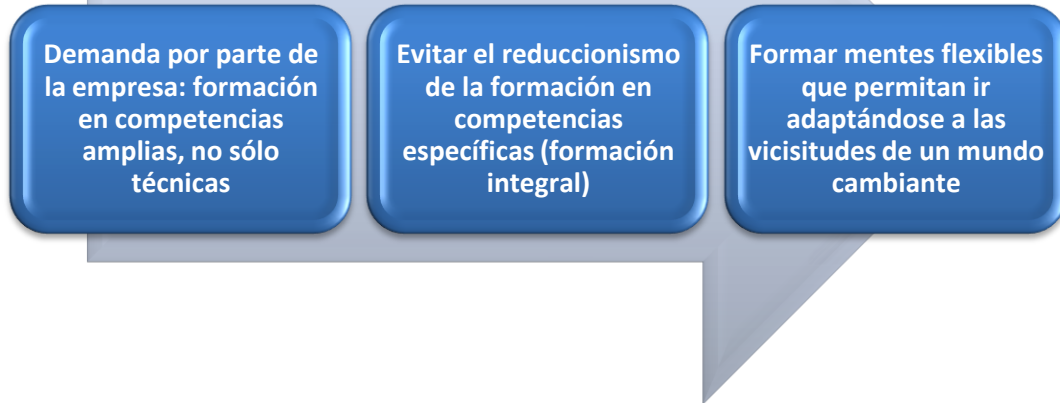 Demanda por parte de
la empresa: formación
en competencias
amplias, no sólo
técnicas
Evitar el reduccionismo
de la formación en
competencias
específicas (formación
integral)
Formar mentes flexibles
que permitan ir
adaptándose a las
vicisitudes de un mundo
cambiante